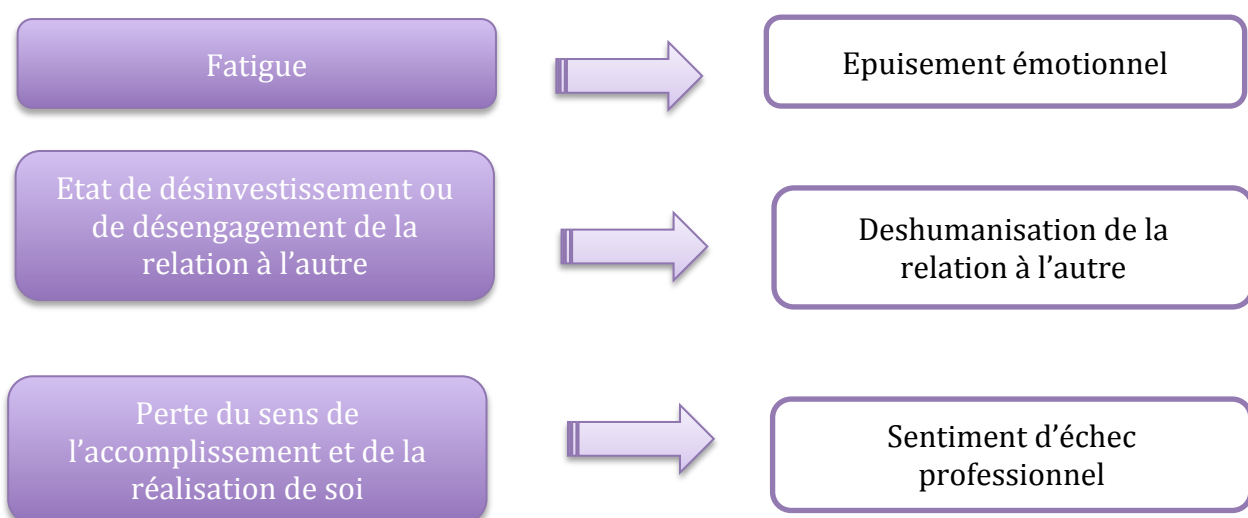 Fatigue
Epuisement émotionnel
Etat de désinvestissement ou
de désengagement de la
relation à l’autre
Deshumanisation de la
relation à l’autre
Perte du sens de
l’accomplissement et de la
réalisation de soi
Sentiment d’échec
professionnel